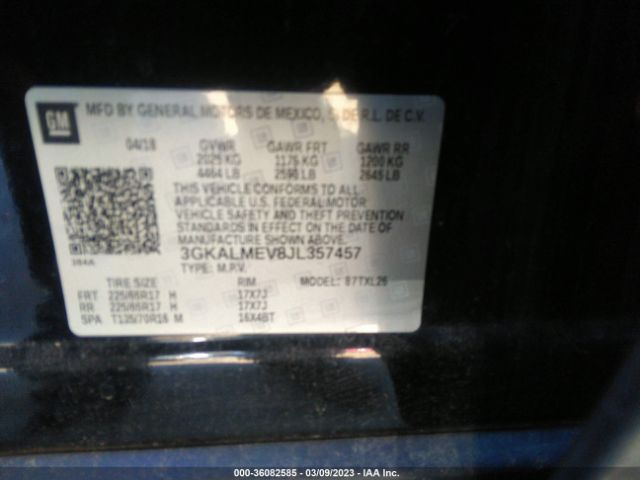 GM
MFD BY GENERAL MOTORS DE MEXICO, S. DE R.L. DE C.V.
04/18 GVWR GAWR FRT GAWR RR
2025 KG 1175 KG 1200 KG
4464 LB 2590 LB 2645 LB
THIS VEHICLE CONFORMS TO ALL
APPLICABLE U.S. FEDERAL MOTOR
VEHICLE SAFETY AND THEFT PREVENTION
STANDARDS IN EFFECT ON THE DATE OF
MANUFACTURE SHOWN ABOVE.
3GKALMEV8JL357457
TYPE: M.P.V. MODEL:
TIRE SIZE RIM
FRT 225/65R17 H 17X7J
RR 225/65R17 H 17X7J
SPA T135/70R16 M 16X4BT
000-36082585 - 03/09/2023 - IAA Inc.